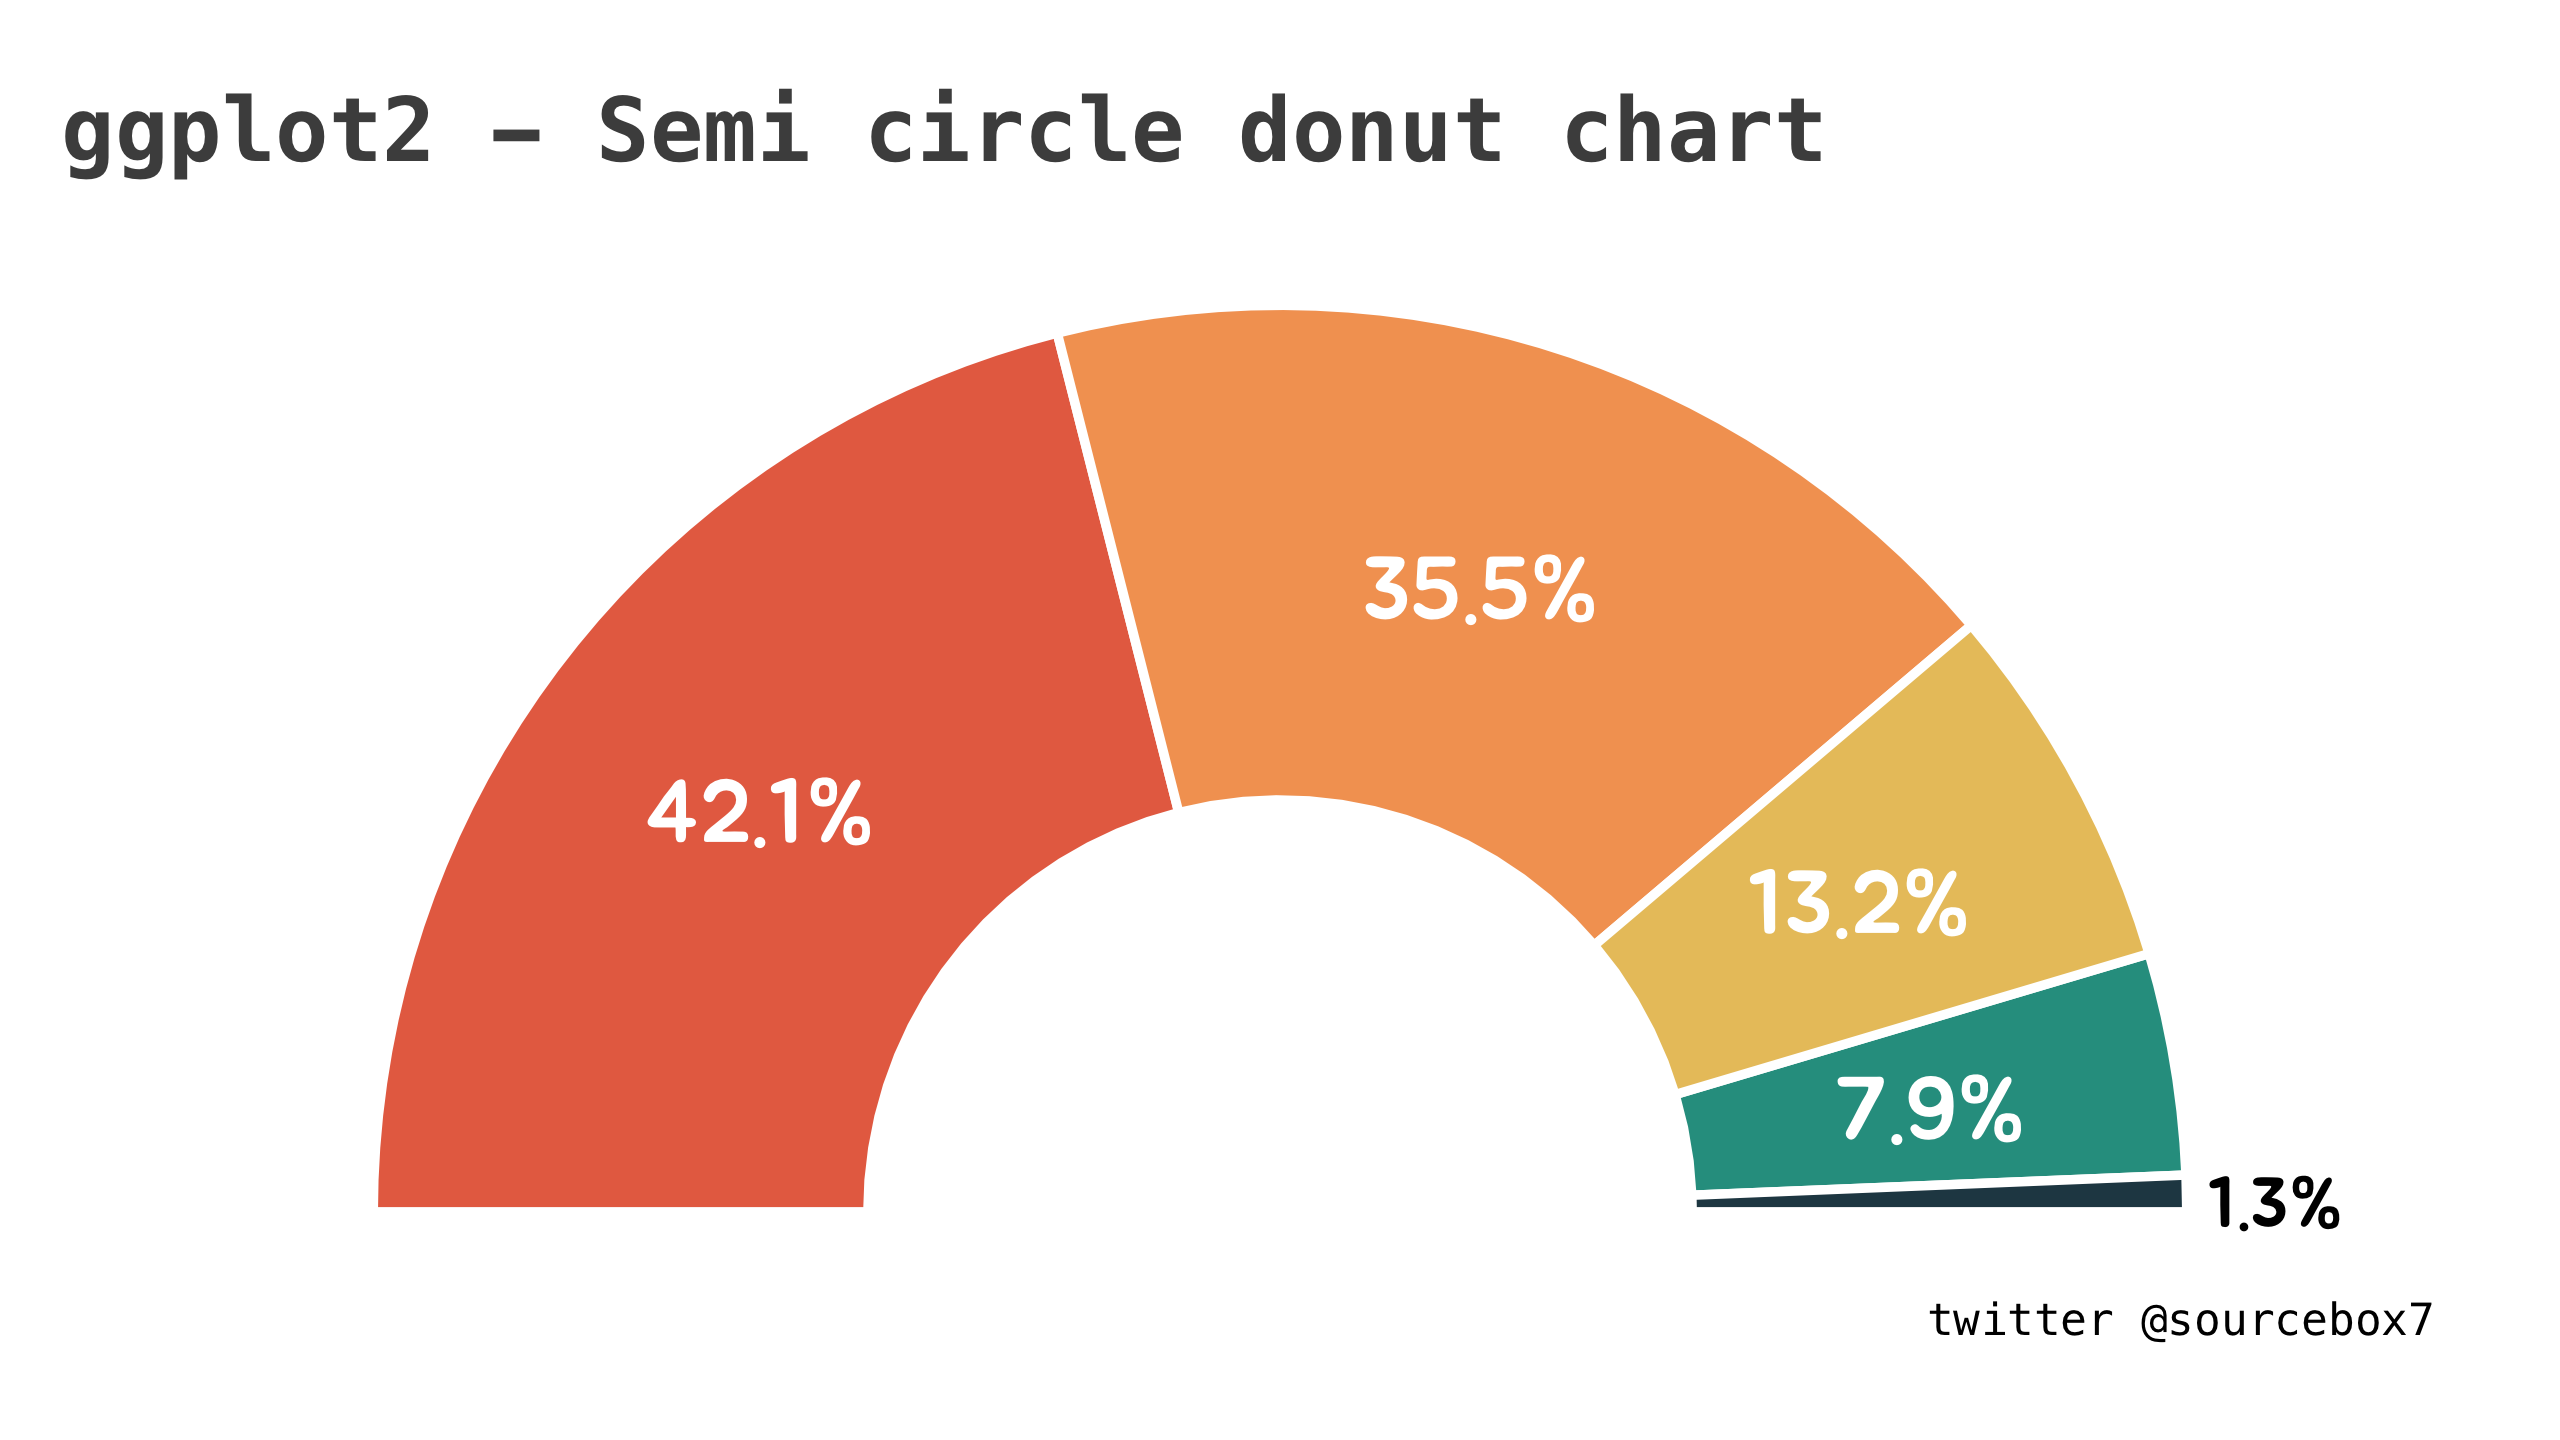 ggplot2 – Semi circle donut chart
35.5%
42.1%
13.2%
7.9%
1.3%
twitter @sourcebox7